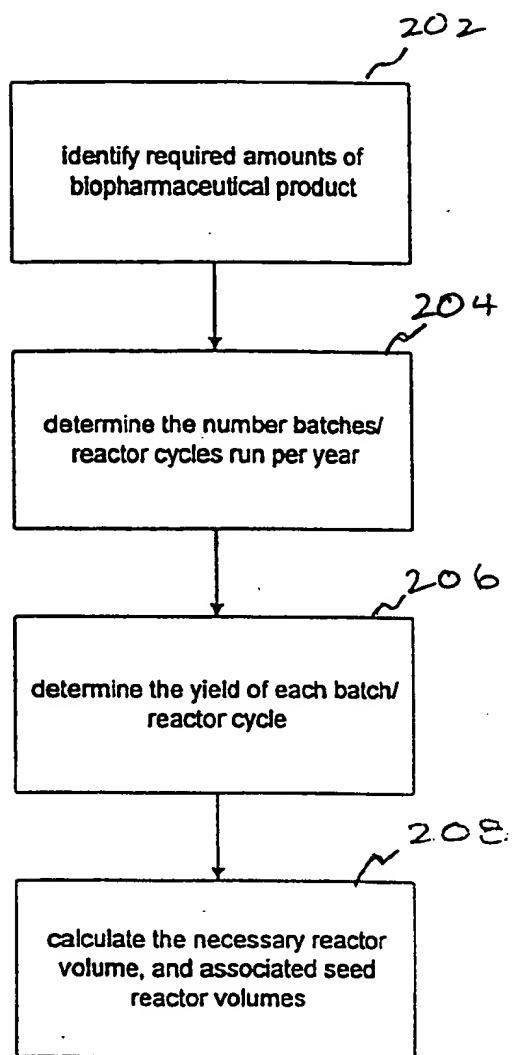 202
identify required amounts of
biopharmaceutical product
204
determine the number batches/
reactor cycles run per year
206
determine the yield of each batch/
reactor cycle
208
calculate the necessary reactor
volume, and associated seed
reactor volumes